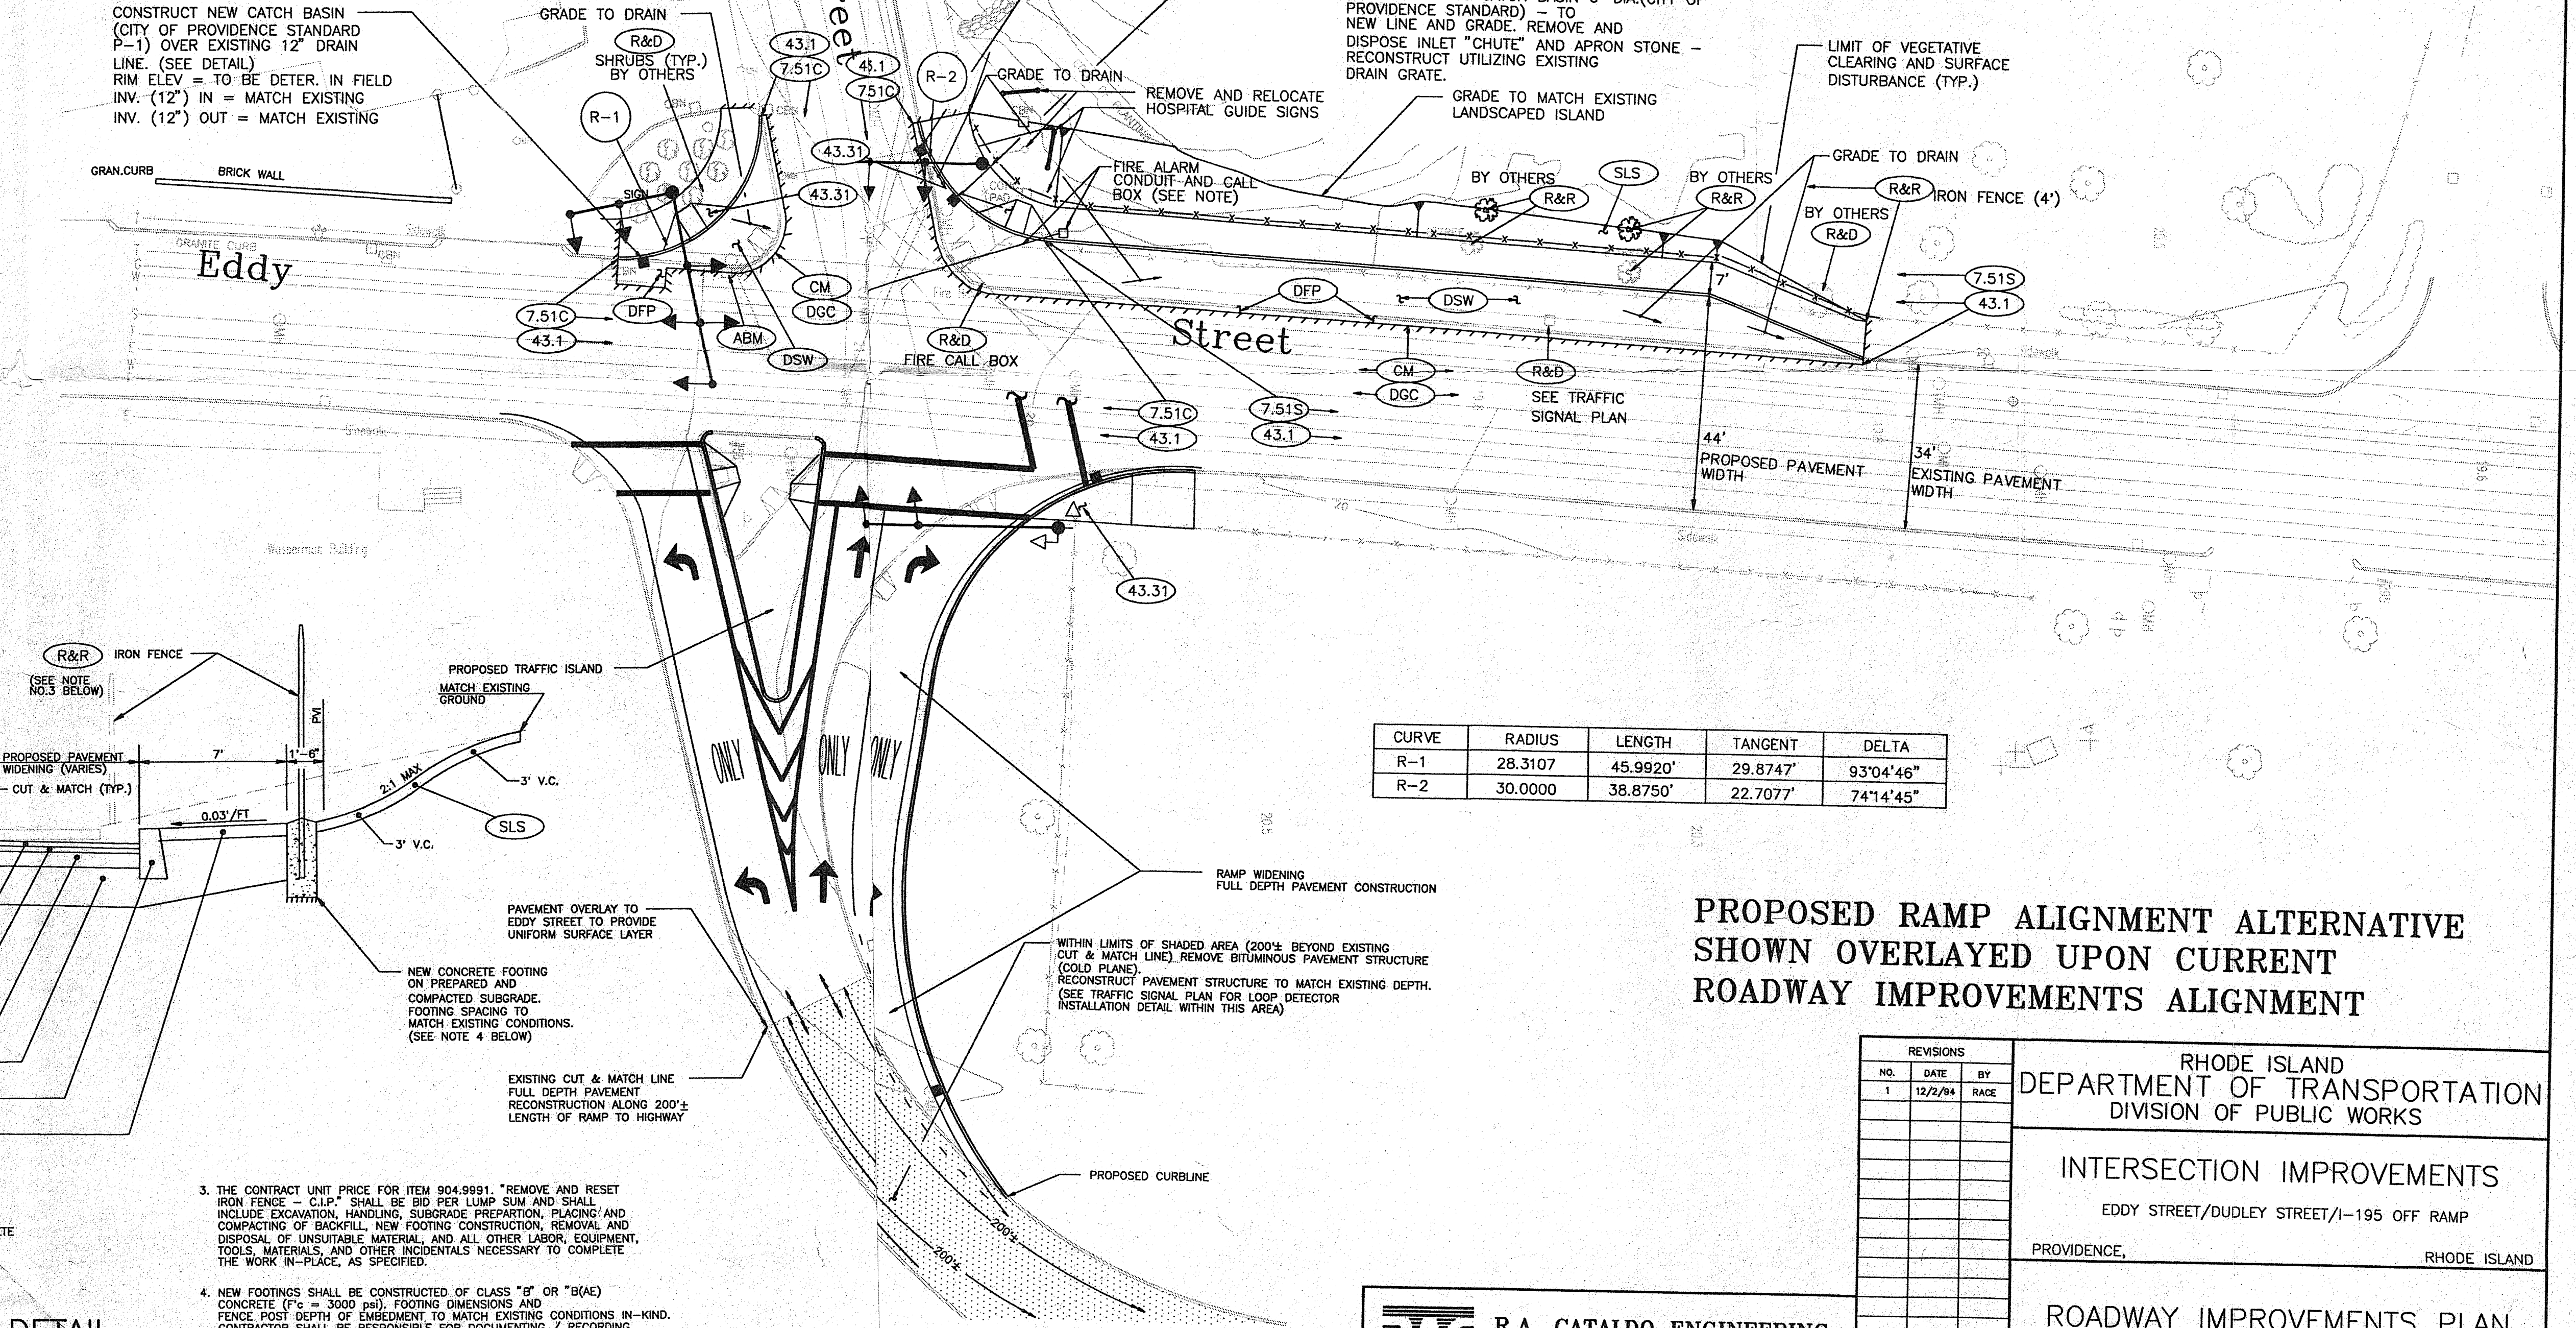 CONSTRUCT NEW CATCH BASIN
(CITY OF PROVIDENCE STANDARD
P-1) OVER EXISTING 12" DRAIN
LINE. (SEE DETAIL)
RIM ELEV = TO BE DETER. IN FIELD
INV. (12") IN = MATCH EXISTING
INV. (12") OUT = MATCH EXISTING
GRADE TO DRAIN
R&D
SHRUBS (TYP.)
BY OTHERS
R-1
43.1
7.51C
43.1
7.51C
R-2
GRADE TO DRAIN
REMOVE AND RELOCATE
HOSPITAL GUIDE SIGNS
PROVIDENCE STANDARD) - TO
NEW LINE AND GRADE. REMOVE AND
DISPOSE INLET "CHUTE" AND APRON STONE -
RECONSTRUCT UTILIZING EXISTING
DRAIN GRATE.
GRADE TO MATCH EXISTING
LANDSCAPED ISLAND
LIMIT OF VEGETATIVE
CLEARING AND SURFACE
DISTURBANCE (TYP.)
GRADE TO DRAIN
GRAN.CURB
BRICK WALL
SIGN
43.31
43.31
FIRE ALARM
CONDUIT AND CALL
BOX (SEE NOTE)
BY OTHERS
R&R
SLS
BY OTHERS
R&R
R&R
IRON FENCE (4')
BY OTHERS
R&D
GRANITE CURB
Sidewalk
Eddy
Street
7.51C
43.1
DFP
ABM
DSW
CM
DGC
R&D
FIRE CALL BOX
DFP
DSW
7'
7.51S
43.1
CM
DGC
R&D
SEE TRAFFIC
SIGNAL PLAN
7.51C
43.1
7.51S
43.1
44'
PROPOSED PAVEMENT
WIDTH
34'
EXISTING PAVEMENT
WIDTH
Sidewalk
43.31
R&R
IRON FENCE
(SEE NOTE
NO.3 BELOW)
PROPOSED TRAFFIC ISLAND
MATCH EXISTING
GROUND
PVI
PROPOSED PAVEMENT
WIDENING (VARIES)
7'
1'-6"
CUT & MATCH (TYP.)
2:1 MAX
3' V.C.
0.03'/FT
SLS
3' V.C.
ONLY
ONLY
ONLY
CURVE RADIUS LENGTH TANGENT DELTA
R-1 28.3107 45.9920' 29.8747' 93°04'46"
R-2 30.0000 38.8750' 22.7077' 74°14'45"
RAMP WIDENING
FULL DEPTH PAVEMENT CONSTRUCTION
PAVEMENT OVERLAY TO
EDDY STREET TO PROVIDE
UNIFORM SURFACE LAYER
NEW CONCRETE FOOTING
ON PREPARED AND
COMPACTED SUBGRADE.
FOOTING SPACING TO
MATCH EXISTING CONDITIONS.
(SEE NOTE 4 BELOW)
WITHIN LIMITS OF SHADED AREA (200'± BEYOND EXISTING
CUT & MATCH LINE) REMOVE BITUMINOUS PAVEMENT STRUCTURE
(COLD PLANE).
RECONSTRUCT PAVEMENT STRUCTURE TO MATCH EXISTING DEPTH.
(SEE TRAFFIC SIGNAL PLAN FOR LOOP DETECTOR
INSTALLATION DETAIL WITHIN THIS AREA)
EXISTING CUT & MATCH LINE
FULL DEPTH PAVEMENT
RECONSTRUCTION ALONG 200'±
LENGTH OF RAMP TO HIGHWAY
PROPOSED CURBLINE
200'±
200'±
PROPOSED RAMP ALIGNMENT ALTERNATIVE
SHOWN OVERLAYED UPON CURRENT
ROADWAY IMPROVEMENTS ALIGNMENT
REVISIONS
NO. DATE BY
1 12/2/94 RACE
RHODE ISLAND
DEPARTMENT OF TRANSPORTATION
DIVISION OF PUBLIC WORKS
INTERSECTION IMPROVEMENTS
EDDY STREET/DUDLEY STREET/I-195 OFF RAMP
PROVIDENCE, RHODE ISLAND
ROADWAY IMPROVEMENTS PLAN
R.A. CATALDO ENGINEERING
3. THE CONTRACT UNIT PRICE FOR ITEM 904.9991. "REMOVE AND RESET
IRON FENCE - C.I.P." SHALL BE BID PER LUMP SUM AND SHALL
INCLUDE EXCAVATION, HANDLING, SUBGRADE PREPARTION, PLACING AND
COMPACTING OF BACKFILL, NEW FOOTING CONSTRUCTION, REMOVAL AND
DISPOSAL OF UNSUITABLE MATERIAL, AND ALL OTHER LABOR, EQUIPMENT,
TOOLS, MATERIALS, AND OTHER INCIDENTALS NECESSARY TO COMPLETE
THE WORK IN-PLACE, AS SPECIFIED.
4. NEW FOOTINGS SHALL BE CONSTRUCTED OF CLASS "B" OR "B(AE)
CONCRETE (F'c = 3000 psi). FOOTING DIMENSIONS AND
FENCE POST DEPTH OF EMBEDMENT TO MATCH EXISTING CONDITIONS IN-KIND.
CONTRACTOR SHALL BE RESPONSIBLE FOR DOCUMENTING / RECORDING
DETAIL